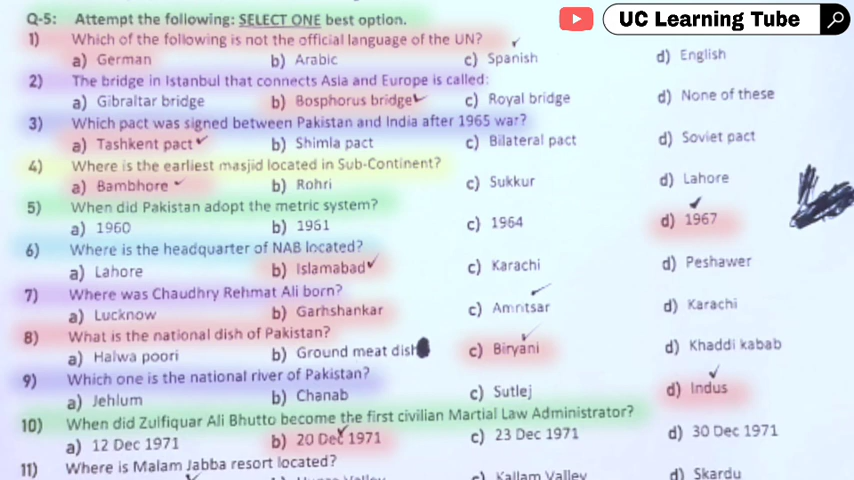 UC Learning Tube
Q-5: Attempt the following: SELECT ONE best option.
1) Which of the following is not the official language of the UN?
a) German b) Arabic c) Spanish d) English
2) The bridge in Istanbul that connects Asia and Europe is called:
a) Gibraltar bridge b) Bosphorus bridge c) Royal bridge d) None of these
3) Which pact was signed between Pakistan and India after 1965 war?
a) Tashkent pact b) Shimla pact c) Bilateral pact d) Soviet pact
4) Where is the earliest masjid located in Sub-Continent?
a) Bambhore b) Rohri c) Sukkur d) Lahore
5) When did Pakistan adopt the metric system?
a) 1960 b) 1961 c) 1964 d) 1967
6) Where is the headquarter of NAB located?
a) Lahore b) Islamabad c) Karachi d) Peshawer
7) Where was Chaudhry Rehmat Ali born?
a) Lucknow b) Garhshankar c) Amritsar d) Karachi
8) What is the national dish of Pakistan?
a) Halwa poori b) Ground meat dish c) Biryani d) Khaddi kabab
9) Which one is the national river of Pakistan?
a) Jehlum b) Chanab c) Sutlej d) Indus
10) When did Zulfiquar Ali Bhutto become the first civilian Martial Law Administrator?
a) 12 Dec 1971 b) 20 Dec 1971 c) 23 Dec 1971 d) 30 Dec 1971
11) Where is Malam Jabba resort located?
Valley c) Kallam Valley d) Skardu